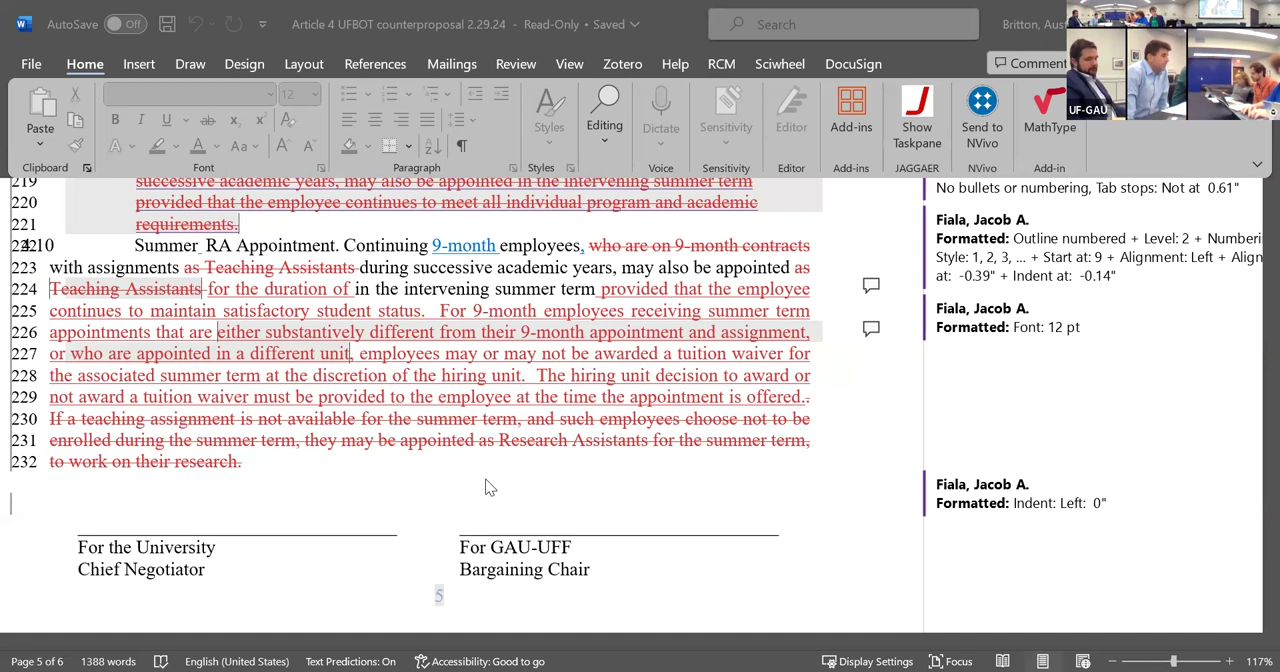 AutoSave Off Article 4 UFBOT counterproposal 2.29.24 - Read-Only • Saved Search Britton,
File Home Insert Draw Design Layout References Mailings Review View Zotero Help RCM Sciwheel DocuSign
12
Paste B I U ab x₂ x² A Styles Editing Dictate Sensitivity Editor Add-ins Show Taskpane Send to NVivo MathType UF-GAU
A A Aa A A
Clipboard Font Paragraph Styles Voice Sensitivity Editor Add-ins JAGGAER NVivo Add-in
219 successive academic years, may also be appointed in the intervening summer term
220 provided that the employee continues to meet all individual program and academic
221 requirements.
Summer RA Appointment. Continuing 9-month employees, who are on 9-month contracts
223 with assignments as Teaching Assistants during successive academic years, may also be appointed as
224 Teaching Assistants for the duration of in the intervening summer term provided that the employee
225 continues to maintain satisfactory student status. For 9-month employees receiving summer term
226 appointments that are either substantively different from their 9-month appointment and assignment,
227 or who are appointed in a different unit, employees may or may not be awarded a tuition waiver for
228 the associated summer term at the discretion of the hiring unit. The hiring unit decision to award or
229 not award a tuition waiver must be provided to the employee at the time the appointment is offered..
230 If a teaching assignment is not available for the summer term, and such employees choose not to be
231 enrolled during the summer term, they may be appointed as Research Assistants for the summer term,
232 to work on their research.
For the University
Chief Negotiator
For GAU-UFF
Bargaining Chair
5
No bullets or numbering, Tab stops: Not at 0.61"
Fiala, Jacob A.
Formatted: Outline numbered + Level: 2 +
Style: 1, 2, 3, ... + Start at: 9 + Alignment: Left +
at: -0.39" + Indent at: -0.14"
Fiala, Jacob A.
Formatted: Font: 12 pt
Fiala, Jacob A.
Formatted: Indent: Left: 0"
Page 5 of 6 1388 words English (United States) Text Predictions: On Accessibility: Good to go Display Settings Focus 117%